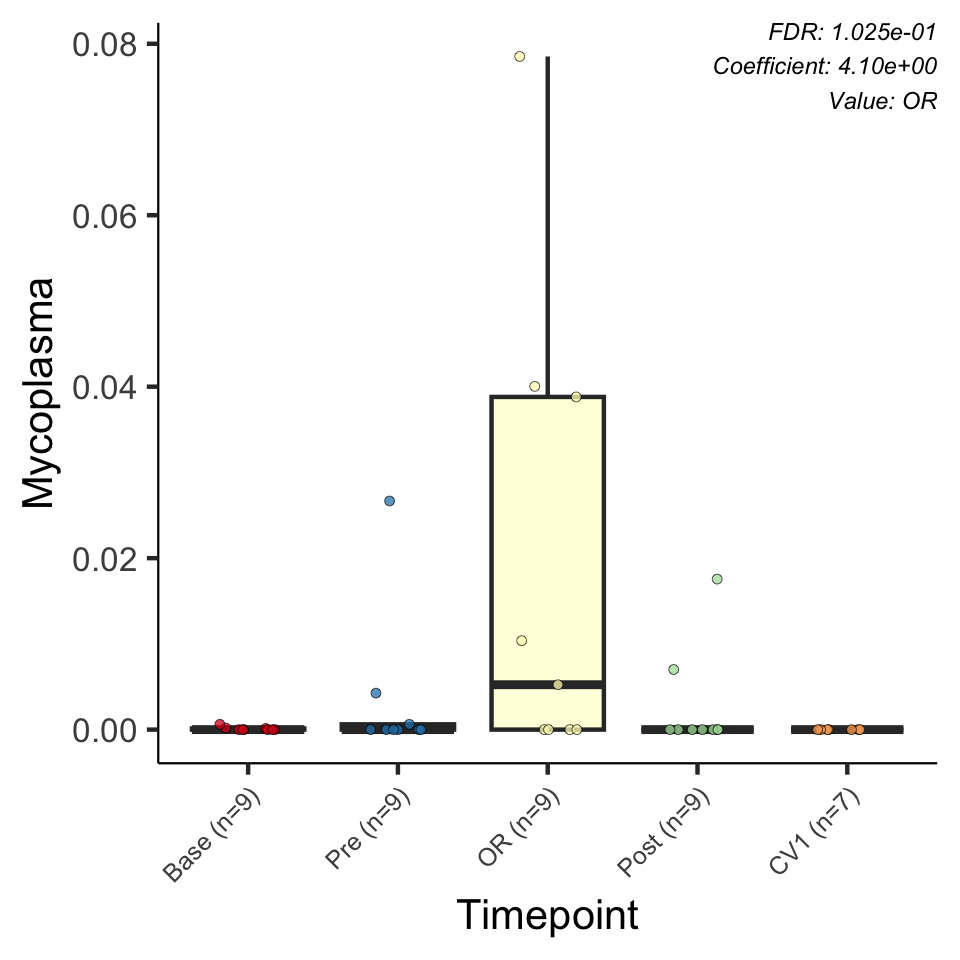 FDR: 1.025e-01
Coefficient: 4.10e+00
Value: OR
0.08
0.06
0.04
0.02
0.00
Mycoplasma
Base (n=9)
Pre (n=9)
OR (n=9)
Post (n=9)
CV1 (n=7)
Timepoint